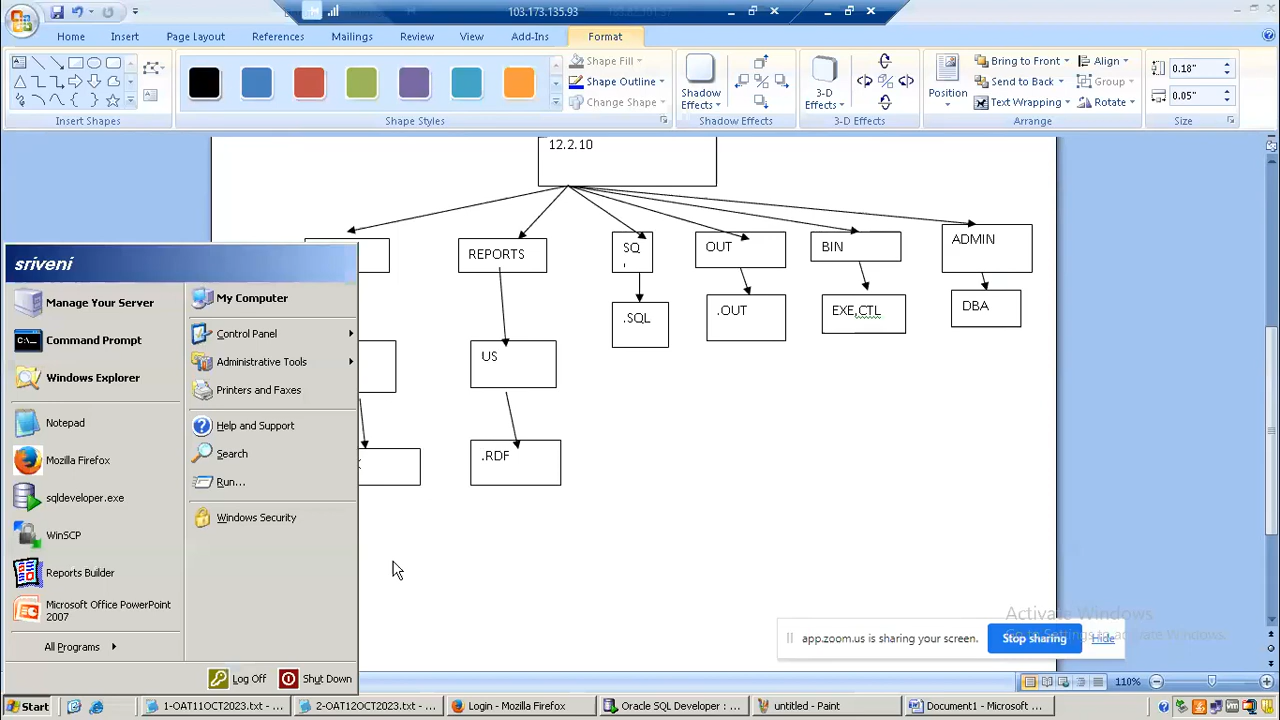 103.173.135.93
Home Insert Page Layout References Mailings Review View Add-Ins Format
Shape Fill
Shape Outline
Change Shape
Shadow Effects
3-D Effects
Position
Bring to Front
Send to Back
Text Wrapping
Align
Group
Rotate
0.18"
0.05"
Insert Shapes Shape Styles Shadow Effects 3-D Effects Arrange Size
12.2.10
REPORTS
SQ
OUT
BIN
ADMIN
.SQL
.OUT
EXE,CTL
DBA
US
.RDF
sriveni
Manage Your Server
Command Prompt
Windows Explorer
Notepad
Mozilla Firefox
sqldeveloper.exe
WinSCP
Reports Builder
Microsoft Office PowerPoint 2007
All Programs
My Computer
Control Panel
Administrative Tools
Printers and Faxes
Help and Support
Search
Run...
Windows Security
Log Off
Shut Down
Activate Windows
Go to Settings to activate Windows.
app.zoom.us is sharing your screen.
Stop sharing
Hide
110%
Start
1-OAT11OCT2023.txt - ...
2-OAT12OCT2023.txt - ...
Login - Mozilla Firefox
Oracle SQL Developer : ...
untitled - Paint
Document1 - Microsoft ...